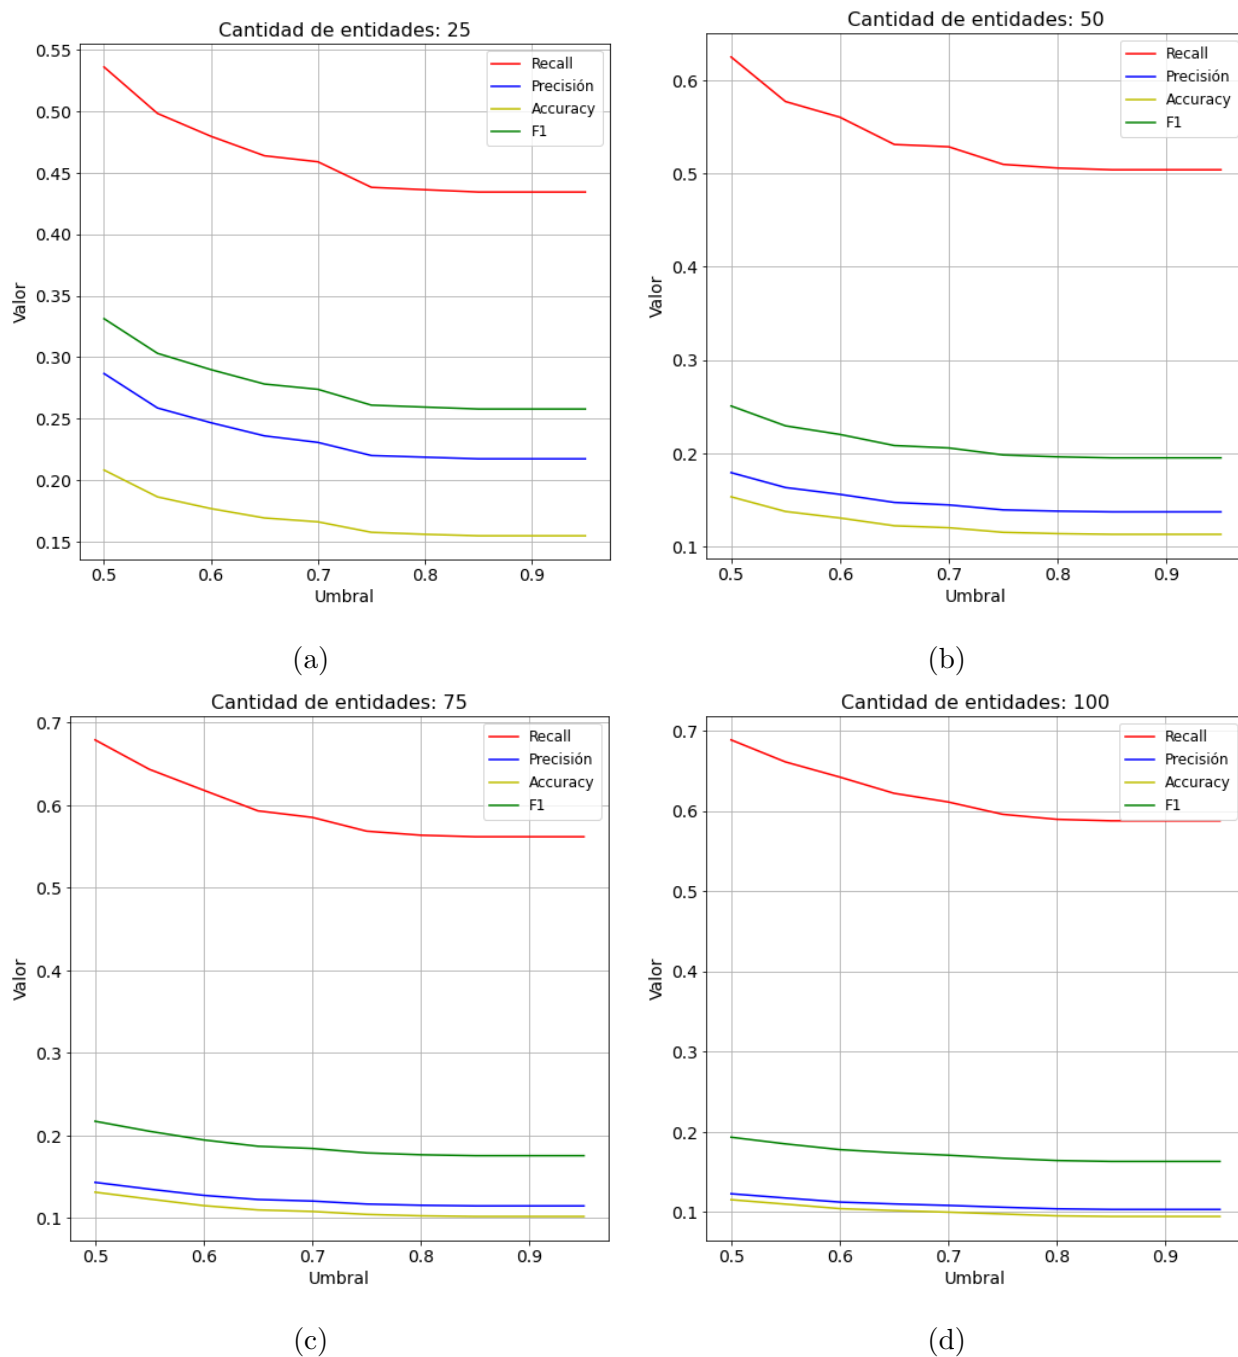 Cantidad de entidades: 25
0.55
0.50
0.45
0.40
0.35
0.30
0.25
0.20
0.15
Valor
Recall
Precisión
Accuracy
F1
0.5 0.6 0.7 0.8 0.9
Umbral
(a)
Cantidad de entidades: 50
0.6
0.5
0.4
0.3
0.2
0.1
Valor
Recall
Precisión
Accuracy
F1
0.5 0.6 0.7 0.8 0.9
Umbral
(b)
Cantidad de entidades: 75
0.7
0.6
0.5
0.4
0.3
0.2
0.1
Valor
Recall
Precisión
Accuracy
F1
0.5 0.6 0.7 0.8 0.9
Umbral
(c)
Cantidad de entidades: 100
0.7
0.6
0.5
0.4
0.3
0.2
0.1
Valor
Recall
Precisión
Accuracy
F1
0.5 0.6 0.7 0.8 0.9
Umbral
(d)